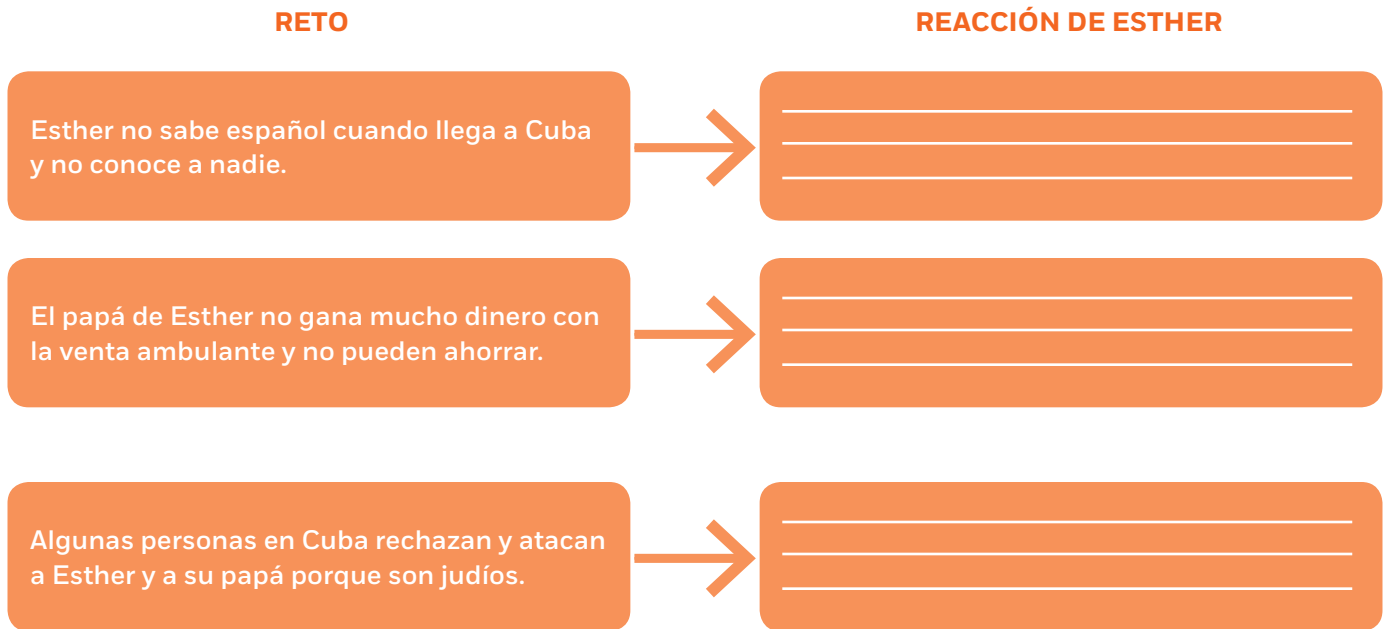 RETO
REACCIÓN DE ESTHER
Esther no sabe español cuando llega a Cuba
y no conoce a nadie.
El papá de Esther no gana mucho dinero con
la venta ambulante y no pueden ahorrar.
Algunas personas en Cuba rechazan y atacan
a Esther y a su papá porque son judíos.